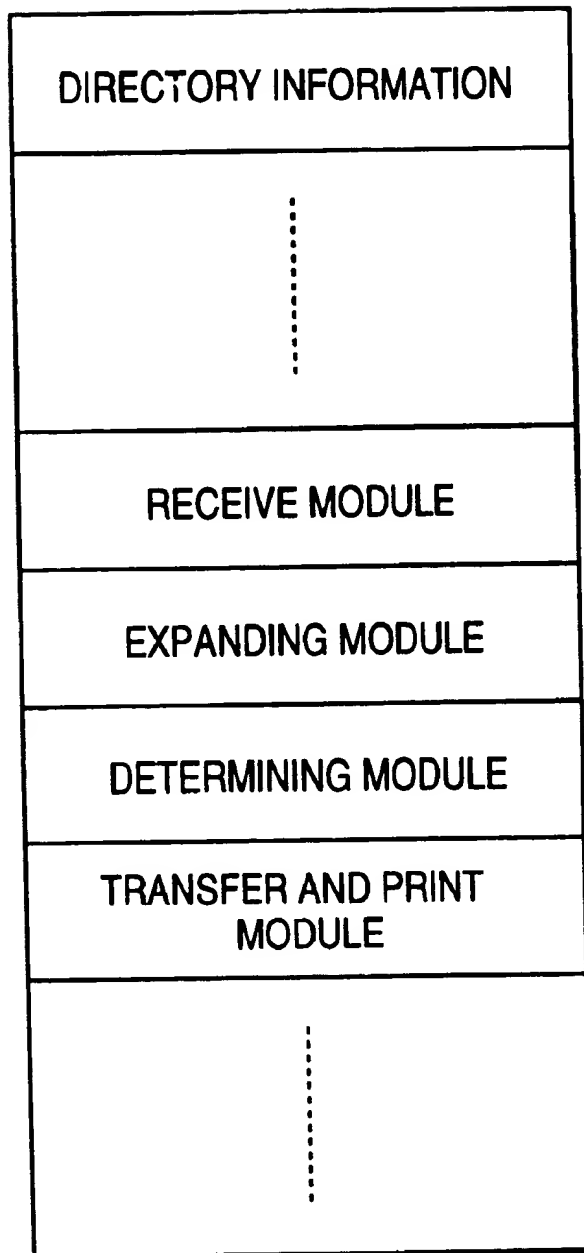 DIRECTORY INFORMATION
RECEIVE MODULE
EXPANDING MODULE
DETERMINING MODULE
TRANSFER AND PRINT
MODULE